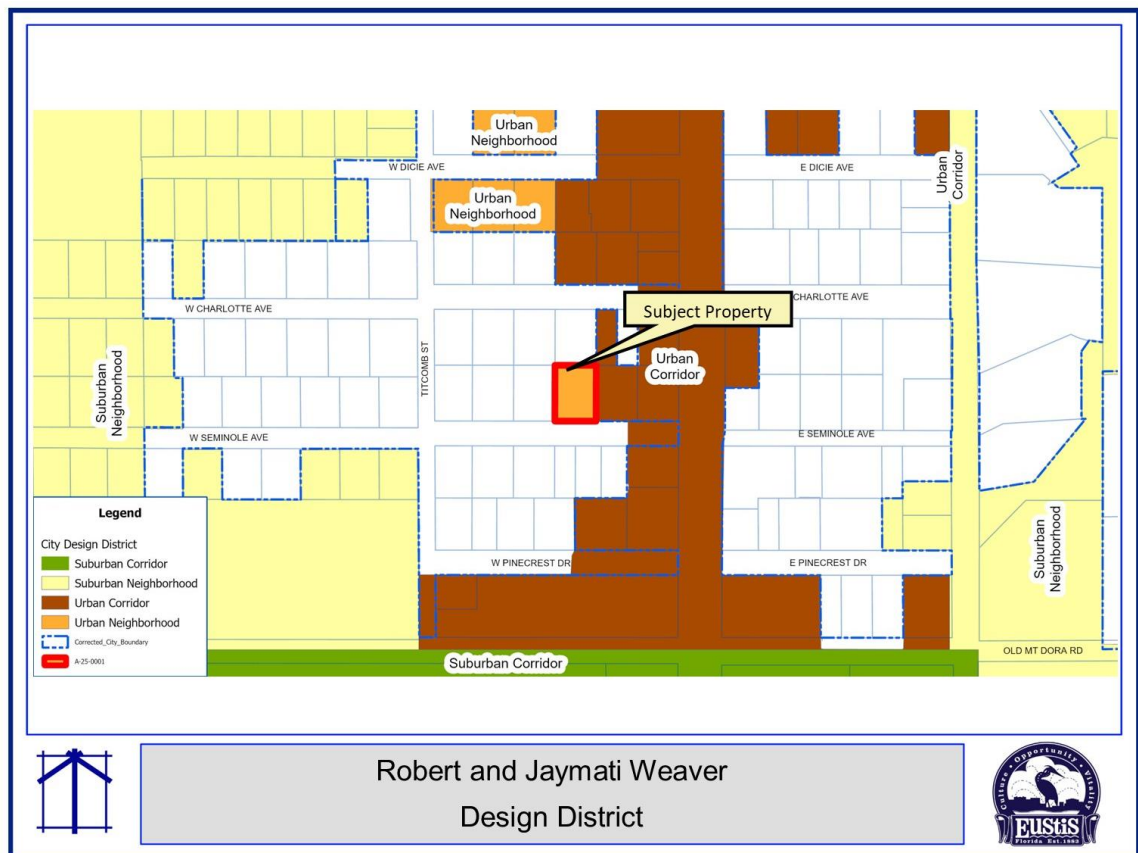 Urban
Neighborhood
W DICIE AVE
E DICIE AVE
Urban
Corridor
Urban
Neighborhood
W CHARLOTTE AVE
CHARLOTTE AVE
Subject Property
TITCOMB ST
Urban
Corridor
Suburban
Neighborhood
W SEMINOLE AVE
E SEMINOLE AVE
Suburban
Neighborhood
W PINECREST DR
E PINECREST DR
Legend
City Design District
Suburban Corridor
Suburban Neighborhood
Urban Corridor
Urban Neighborhood
Corrected_City_Boundary
A-25-0001
Suburban Corridor
OLD MT DORA RD
Robert and Jaymati Weaver
Design District
Culture • Opportunity • Vitality
EUSTIS
Florida Est.1883